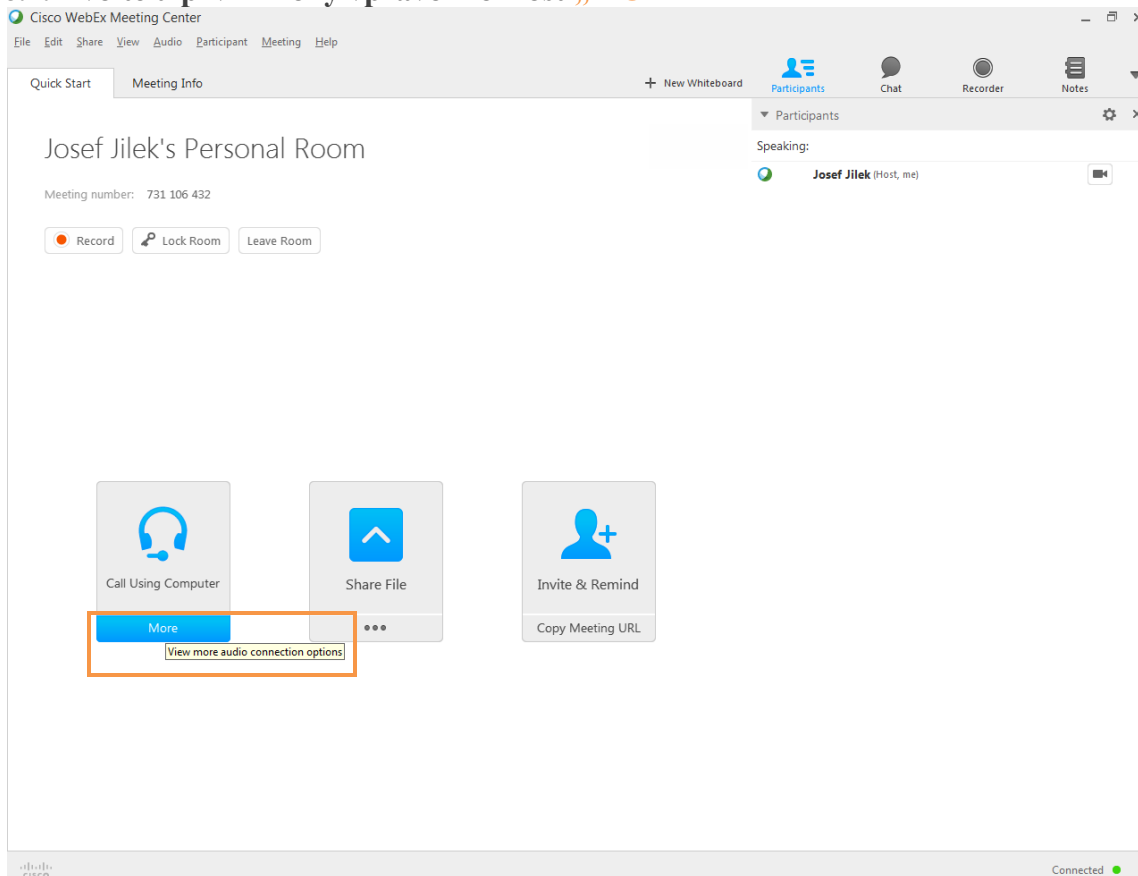 Cisco WebEx Meeting Center
File Edit Share View Audio Participant Meeting Help
Quick Start Meeting Info + New Whiteboard Participants Chat Recorder Notes
Participants
Josef Jilek's Personal Room
Speaking:
Josef Jilek (Host, me)
Meeting number: 731 106 432
Record Lock Room Leave Room
Call Using Computer Share File Invite & Remind
More ••• Copy Meeting URL
View more audio connection options
Connected